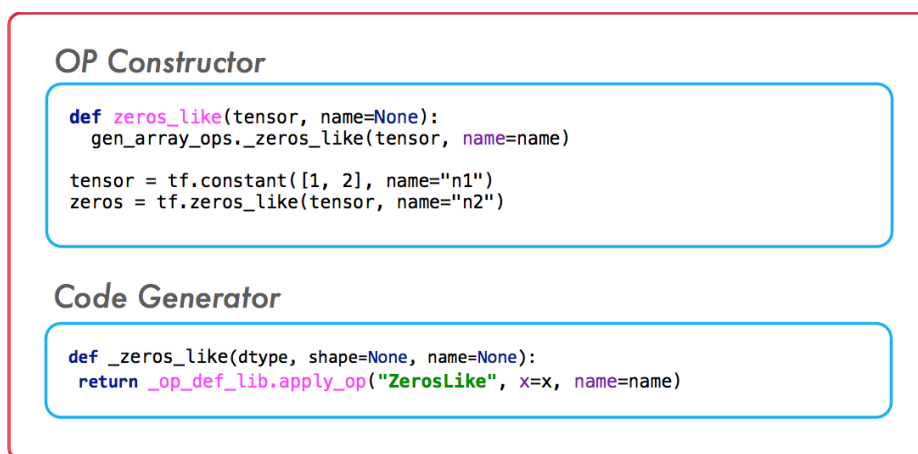 OP Constructor
def zeros_like(tensor, name=None):
  gen_array_ops._zeros_like(tensor, name=name)
tensor = tf.constant([1, 2], name="n1")
zeros = tf.zeros_like(tensor, name="n2")
Code Generator
def _zeros_like(dtype, shape=None, name=None):
 return _op_def_lib.apply_op("ZerosLike", x=x, name=name)